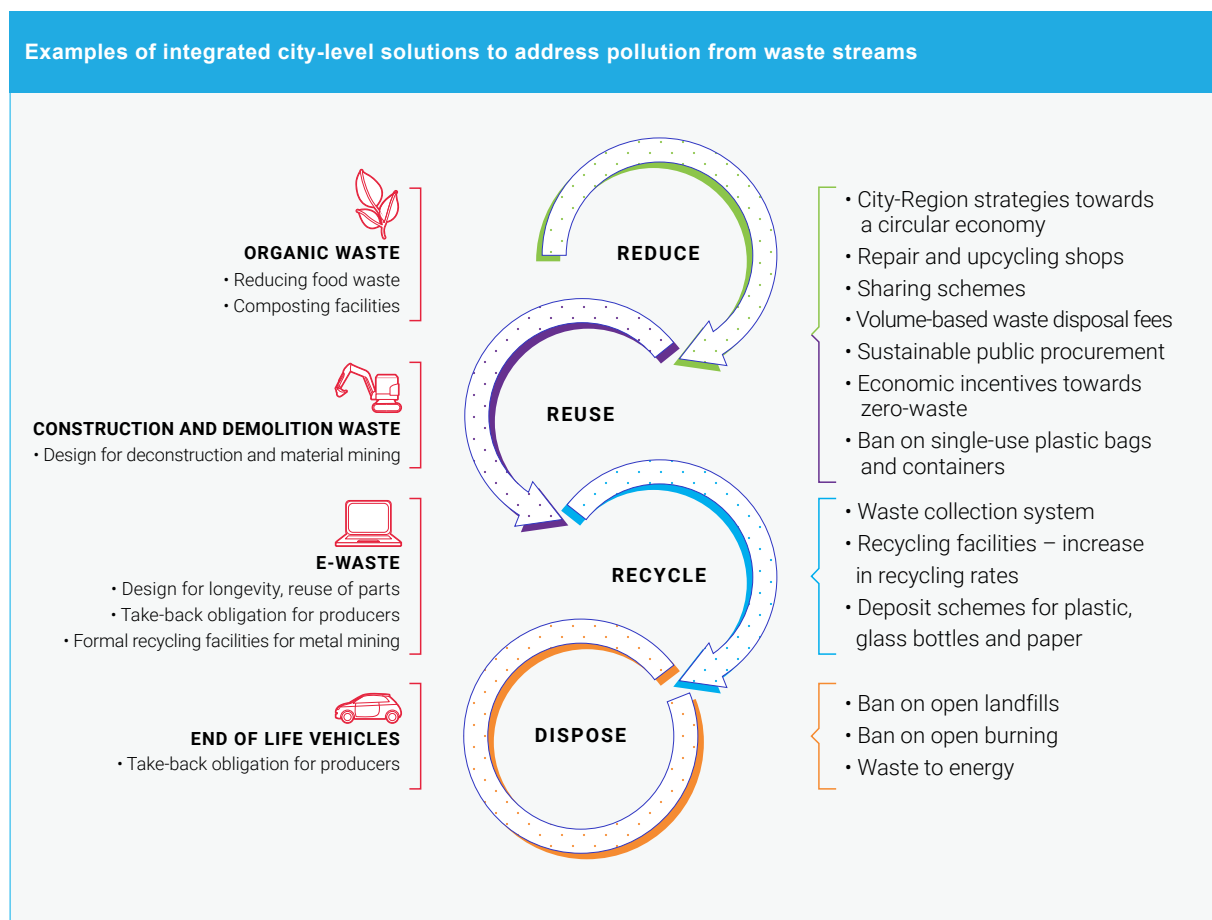 Examples of integrated city-level solutions to address pollution from waste streams
ORGANIC WASTE
• Reducing food waste
• Composting facilities
CONSTRUCTION AND DEMOLITION WASTE
• Design for deconstruction and material mining
E-WASTE
• Design for longevity, reuse of parts
• Take-back obligation for producers
• Formal recycling facilities for metal mining
END OF LIFE VEHICLES
• Take-back obligation for producers
REDUCE
REUSE
RECYCLE
DISPOSE
• City-Region strategies towards
a circular economy
• Repair and upcycling shops
• Sharing schemes
• Volume-based waste disposal fees
• Sustainable public procurement
• Economic incentives towards
zero-waste
• Ban on single-use plastic bags
and containers
• Waste collection system
• Recycling facilities – increase
in recycling rates
• Deposit schemes for plastic,
glass bottles and paper
• Ban on open landfills
• Ban on open burning
• Waste to energy